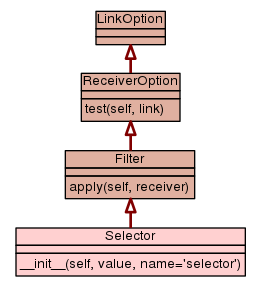 LinkOption
ReceiverOption
test(self, link)
Filter
apply(self, receiver)
Selector
__init__(self, value, name='selector')